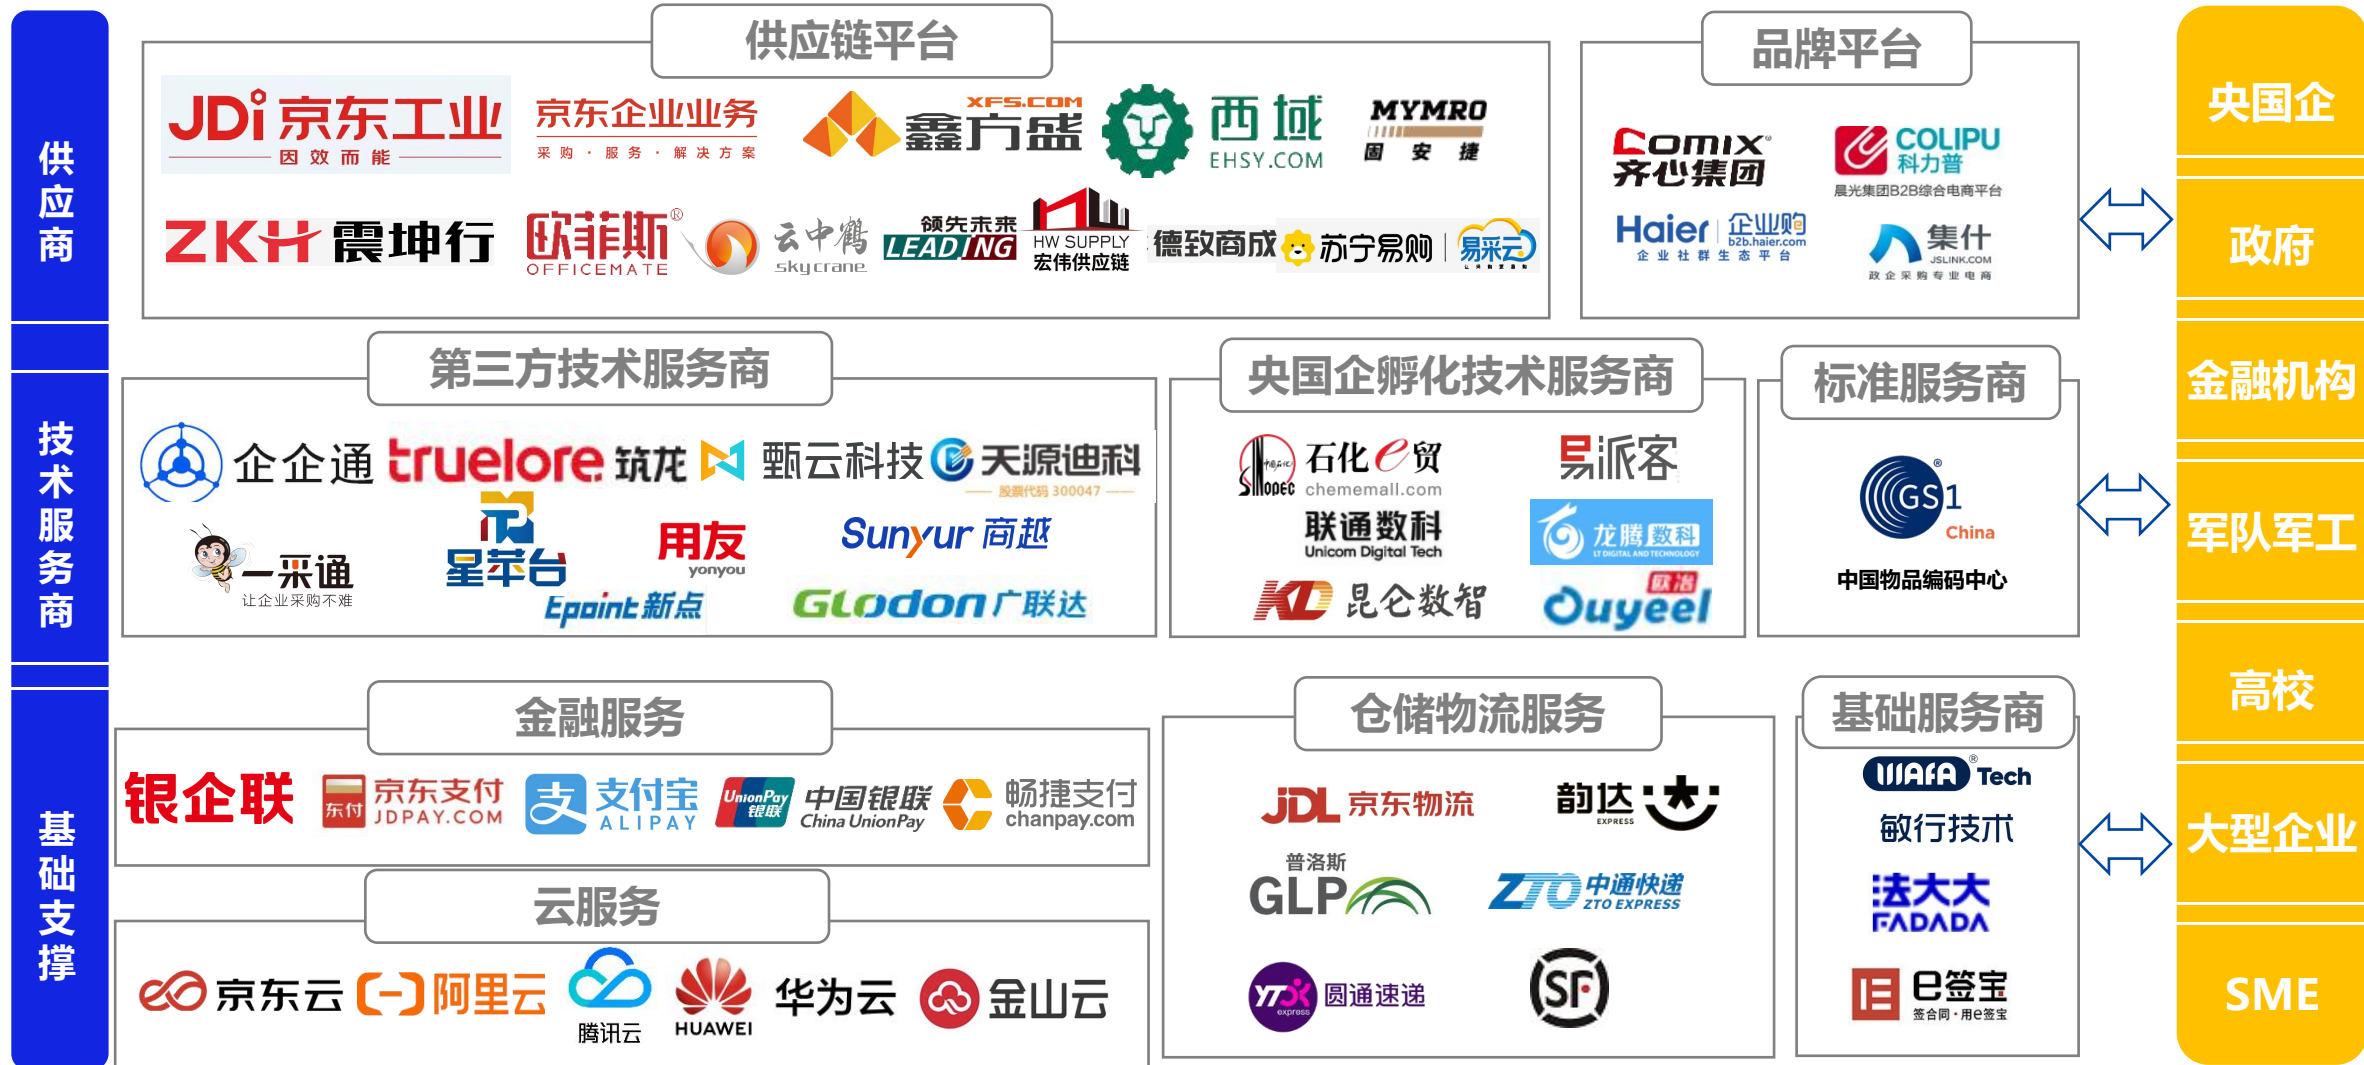 供应商
供应链平台
JDi 京东工业
因效而能
京东企业业务
采购·服务·解决方案
XFS.COM
鑫方盛
西域
EHSY.COM
MYMRO
固安捷
ZKH 震坤行
欧菲斯®
OFFICEMATE
云中鹤
skycrane
领先未来
LEADING
HW SUPPLY
宏伟供应链
德致商成
苏宁易购
易采云
品牌平台
COMIX®
齐心集团
COLIPU
科力普
晨光集团B2B综合电商平台
Haier 企业购
b2b.haier.com
企业社群生态平台
集什
JSLINK.COM
政企采购专业电商
技术服务商
第三方技术服务商
企企通
truelore 筑龙
甄云科技
天源迪科
股票代码 300047
一采通
让企业采购不难
星苹台
用友
yonyou
Sunyur 商越
Epoint 新点
GLodon 广联达
央国企孵化技术服务商
中国石化
SINOPEC
石化e贸
chememall.com
易派客
联通数科
Unicom Digital Tech
龙腾数科
LT DIGITAL AND TECHNOLOGY
KD 昆仑数智
欧冶
Ouyeel
标准服务商
GS1®
China
中国物品编码中心
基础支撑
金融服务
银企联
东付
京东支付
JDPAY.COM
支
支付宝
ALIPAY
UnionPay
银联
中国银联
China UnionPay
畅捷支付
chanpay.com
云服务
京东云
阿里云
腾讯云
HUAWEI
华为云
金山云
仓储物流服务
JDL 京东物流
韵达
EXPRESS
普洛斯
GLP
ZTO 中通快递
ZTO EXPRESS
YTO
express
圆通速递
SF
基础服务商
WAFA® Tech
敏行技术
法大大
FADADA
e签宝
签合同·用e签宝
央国企
政府
金融机构
军队军工
高校
大型企业
SME